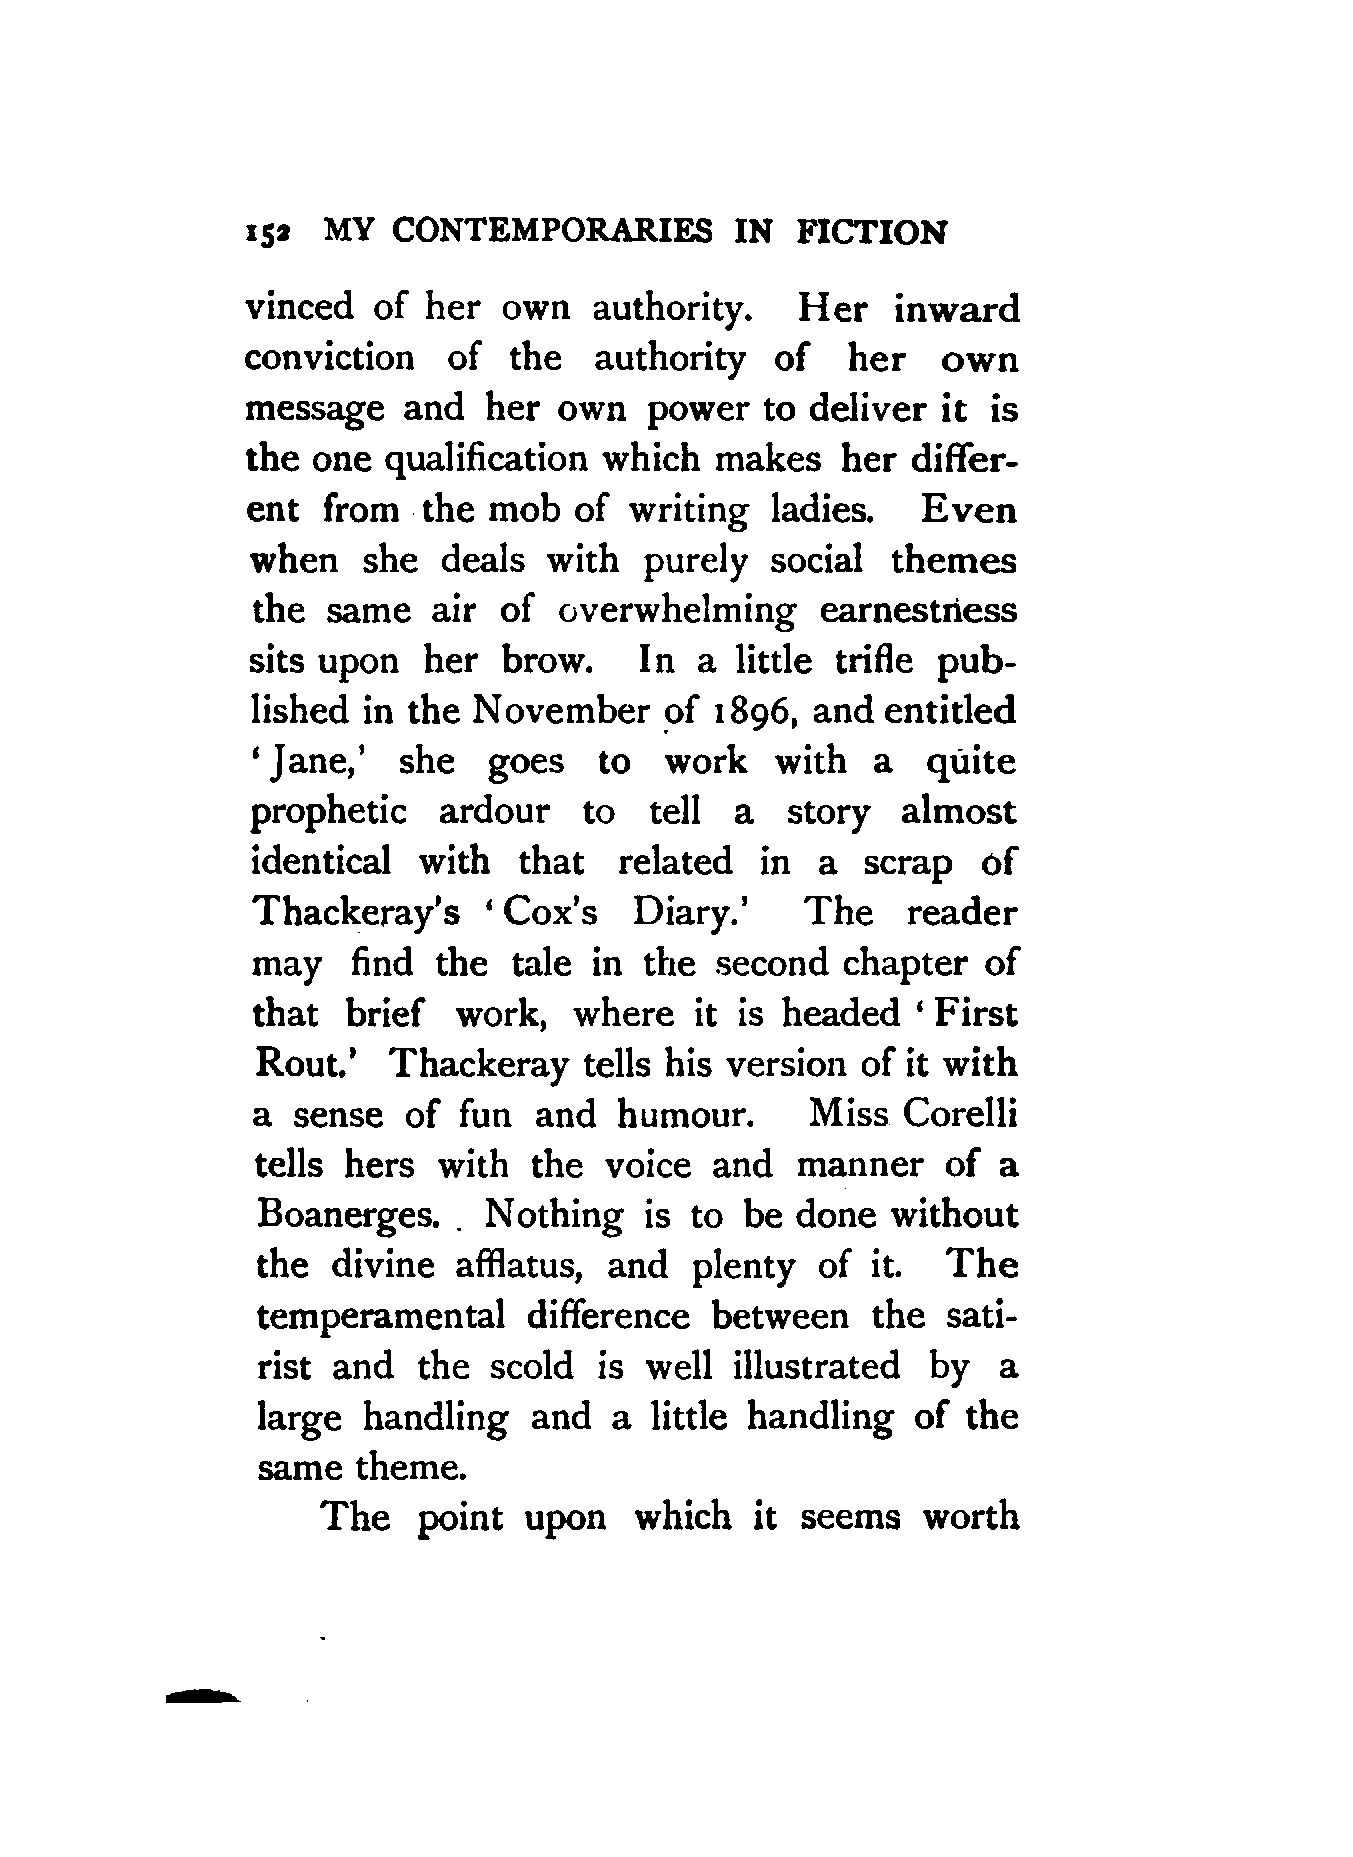 152 MY CONTEMPORARIES IN FICTION
vinced of her own authority. Her inward
conviction of the authority of her own
message and her own power to deliver it is
the one qualification which makes her differ-
ent from the mob of writing ladies. Even
when she deals with purely social themes
the same air of overwhelming earnestness
sits upon her brow. In a little trifle pub-
lished in the November of 1896, and entitled
‘Jane,’ she goes to work with a quite
prophetic ardour to tell a story almost
identical with that related in a scrap of
Thackeray's ‘Cox's Diary.’ The reader
may find the tale in the second chapter of
that brief work, where it is headed ‘First
Rout.’ Thackeray tells his version of it with
a sense of fun and humour. Miss Corelli
tells hers with the voice and manner of a
Boanerges. Nothing is to be done without
the divine afflatus, and plenty of it. The
temperamental difference between the sati-
rist and the scold is well illustrated by a
large handling and a little handling of the
same theme.
The point upon which it seems worth